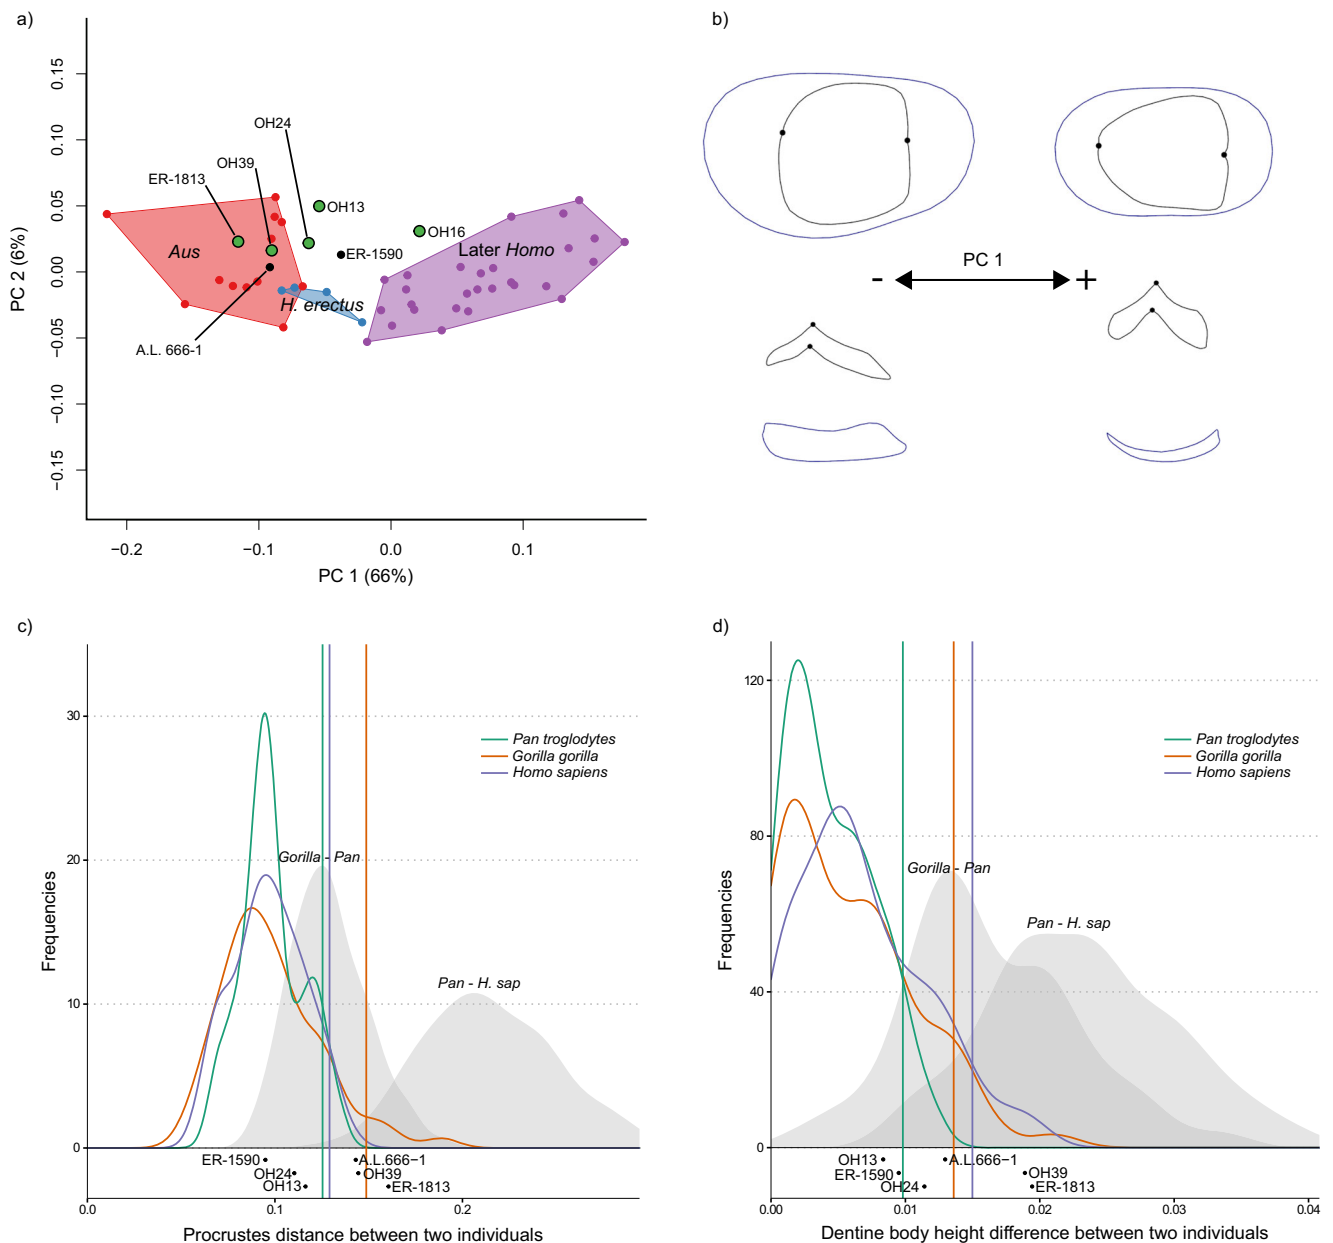 a)
0.15
0.10
0.05
0.00
−0.05
−0.10
−0.15
PC 2 (6%)
−0.2
−0.1
0.0
0.1
PC 1 (66%)
OH24
OH39
ER-1813
OH13
OH16
ER-1590
Aus
Later Homo
H. erectus
A.L. 666-1
b)
PC 1
- +
c)
30
20
10
0
Frequencies
Pan troglodytes
Gorilla gorilla
Homo sapiens
Gorilla - Pan
Pan - H. sap
ER-1590
A.L.666−1
OH24
OH39
OH13
ER-1813
0.0
0.1
0.2
Procrustes distance between two individuals
d)
120
80
40
0
Frequencies
Pan troglodytes
Gorilla gorilla
Homo sapiens
Gorilla - Pan
Pan - H. sap
OH13
A.L.666−1
ER-1590
OH39
OH24
ER-1813
0.00
0.01
0.02
0.03
0.04
Dentine body height difference between two individuals